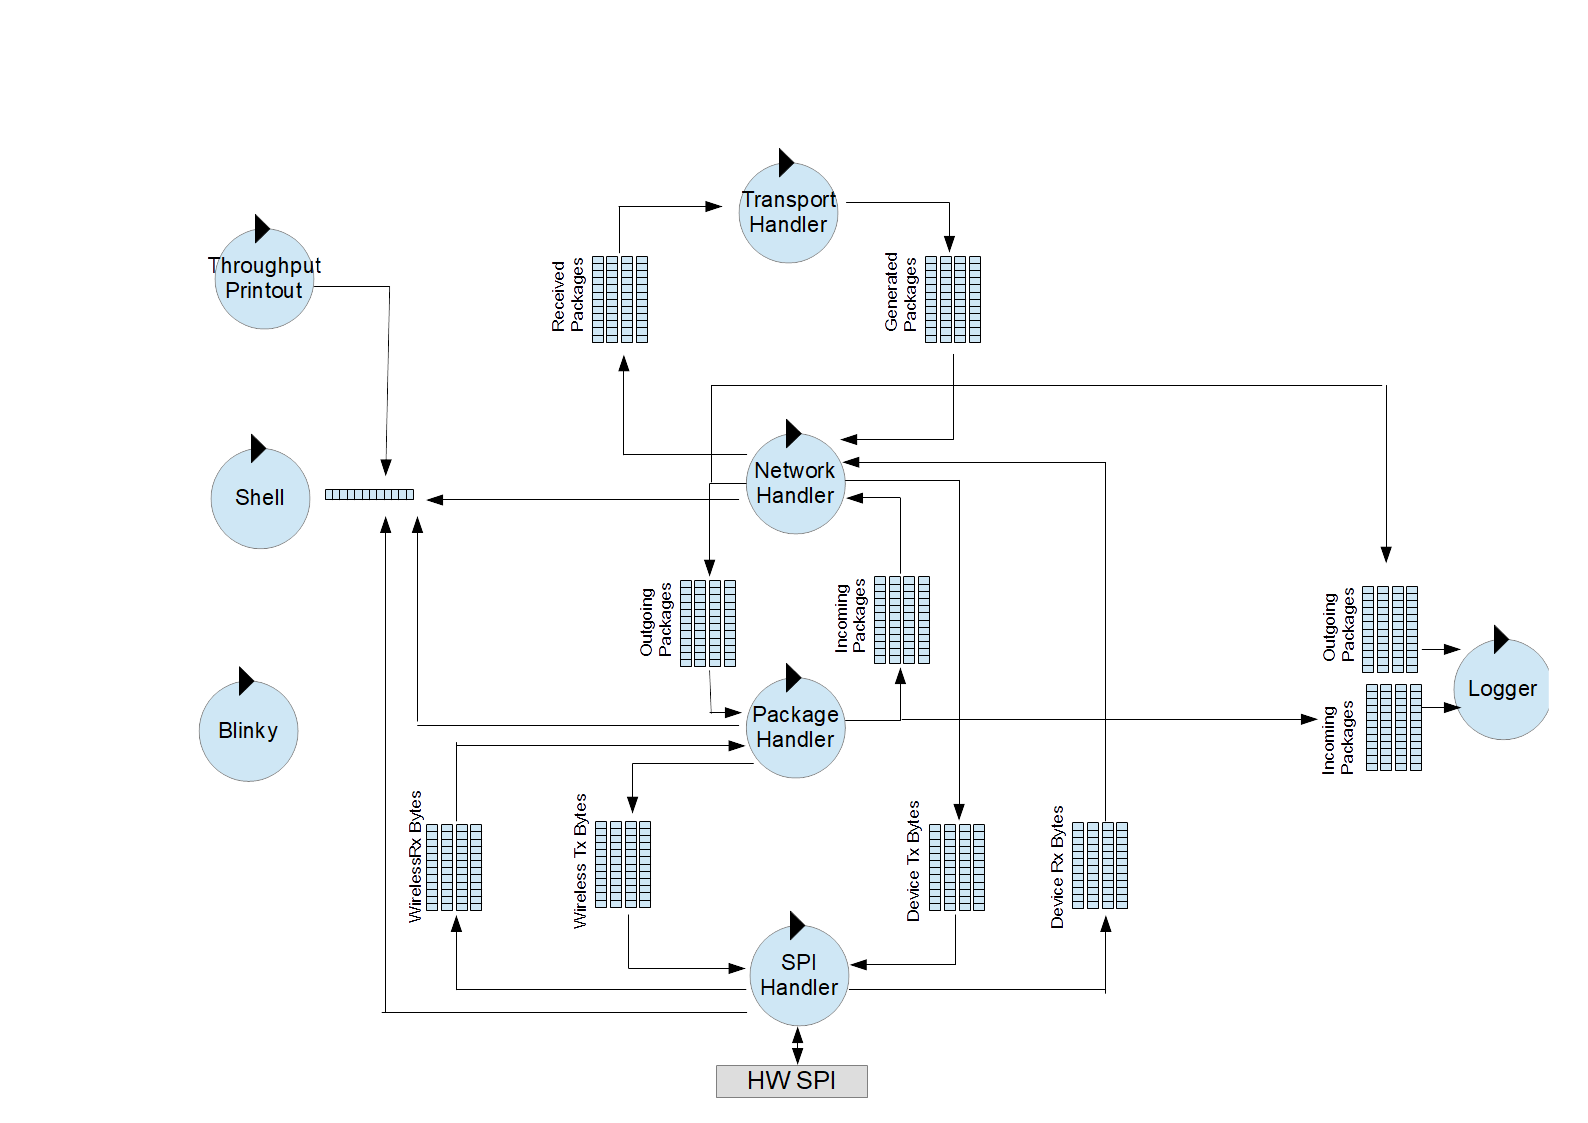 Transport
Handler
Throughput
Printout
Received
Packages
Generated
Packages
Network
Handler
Shell
Outgoing
Packages
Incoming
Packages
Outgoing
Packages
Logger
Package
Handler
Blinky
Incoming
Packages
WirelessRx Bytes
Wireless Tx Bytes
Device Tx Bytes
Device Rx Bytes
SPI
Handler
HW SPI